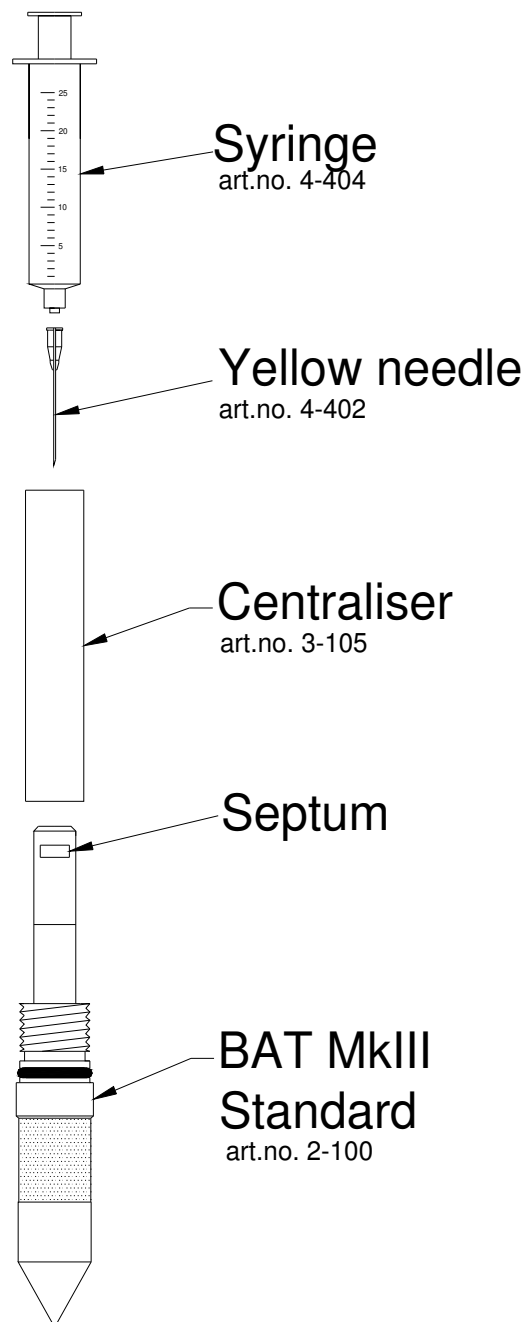 25
20
15
10
5
Syringe
art.no. 4-404
Yellow needle
art.no. 4-402
Centraliser
art.no. 3-105
Septum
BAT MkIII
Standard
art.no. 2-100